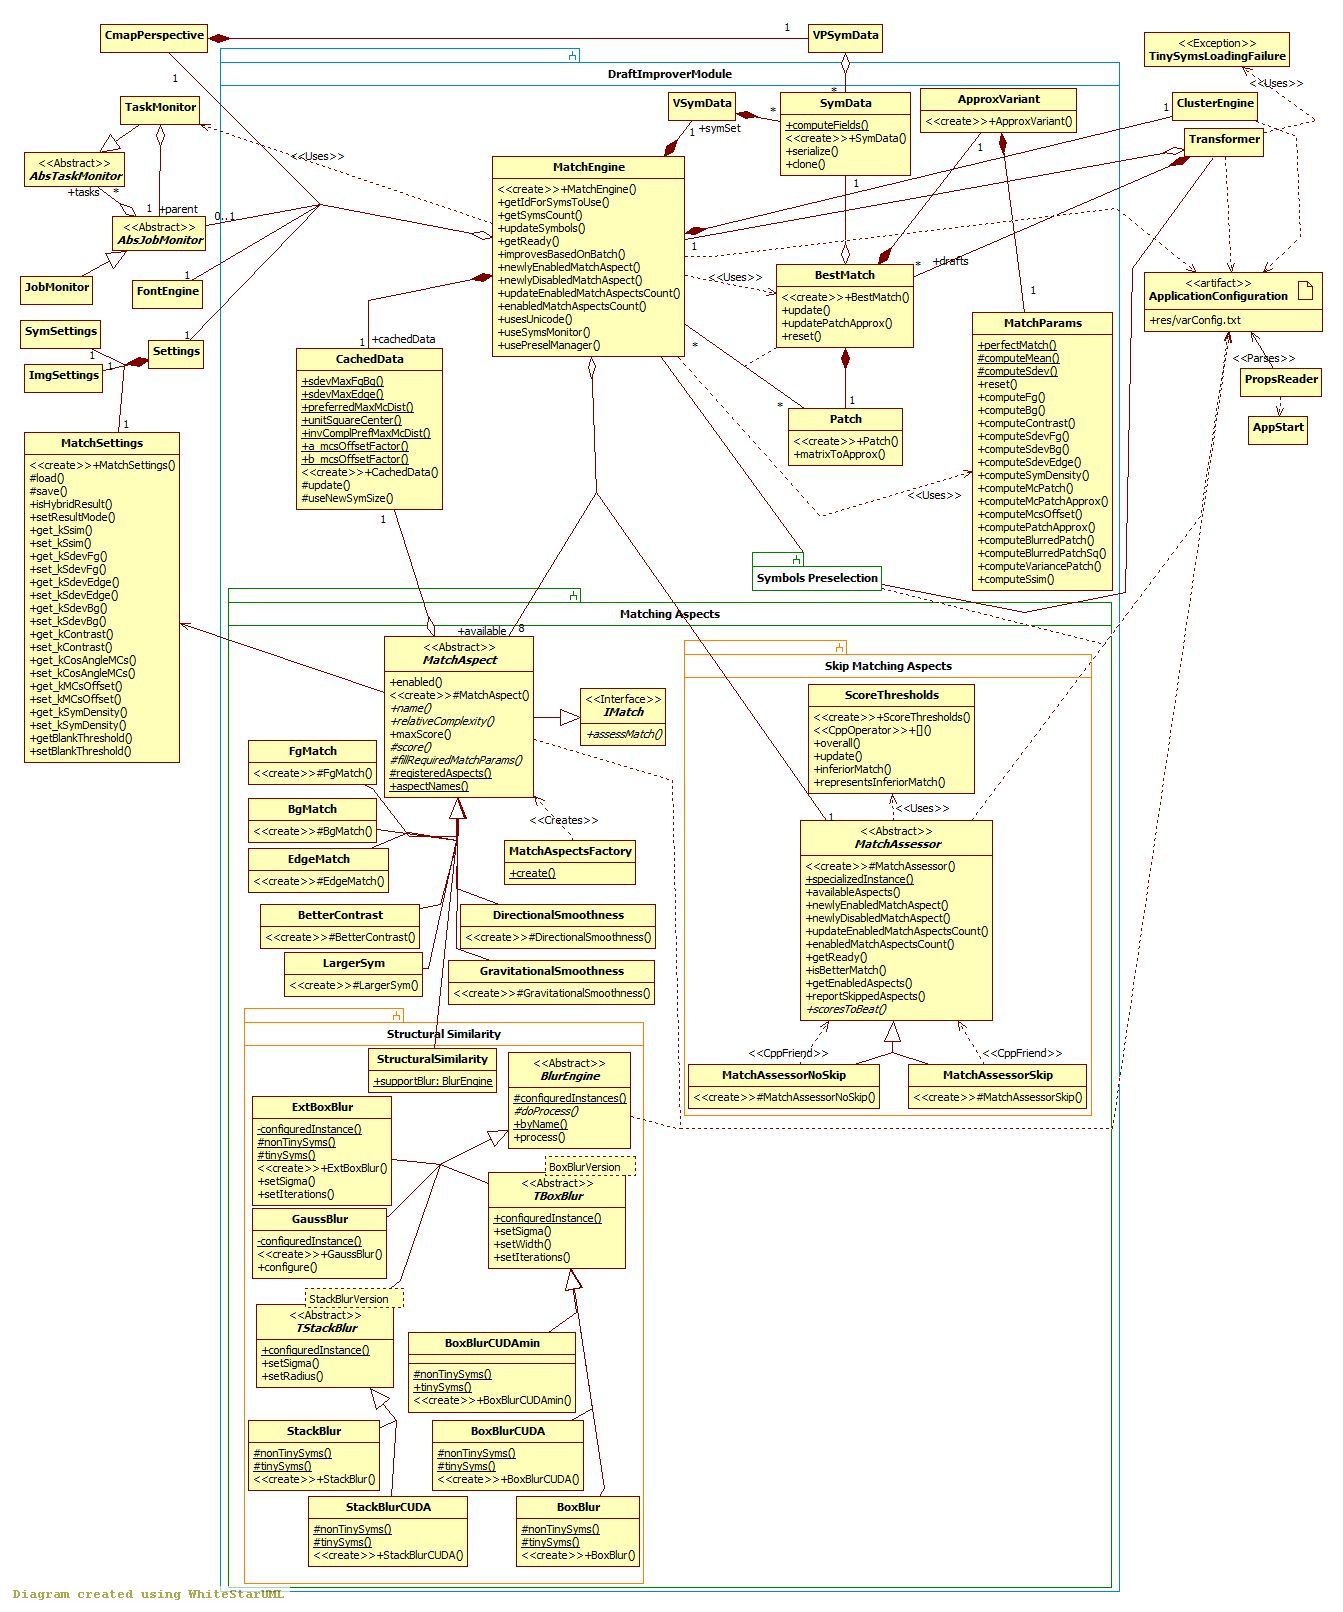 CmapPerspective
1
VPSymData
<<Exception>>
TinySymsLoadingFailure
<<Uses>>
1
DraftImproverModule
*
TaskMonitor
VSymData
+symSet
1
*
SymData
+computeFields()
<<create>>+SymData()
+serialize()
+clone()
1
ApproxVariant
<<create>>+ApproxVariant()
1
1
ClusterEngine
Transformer
<<Abstract>>
AbsTaskMonitor
+tasks
*
1
+parent
0..1
<<Abstract>>
AbsJobMonitor
<<Uses>>
MatchEngine
<<create>>+MatchEngine()
+getIdForSymsToUse()
+getSymsCount()
+updateSymbols()
+getReady()
+improvesBasedOnBatch()
+newlyEnabledMatchAspect()
+newlyDisabledMatchAspect()
+updateEnabledMatchAspectsCount()
+enabledMatchAspectsCount()
+usesUnicode()
+useSymsMonitor()
+usePreselManager()
1
<<Uses>>
*
+drafts
BestMatch
<<create>>+BestMatch()
+update()
+updatePatchApprox()
+reset()
1
JobMonitor
1
FontEngine
<<artifact>>
ApplicationConfiguration
+res/varConfig.txt
1
MatchParams
+perfectMatch()
#computeMean()
#computeSdev()
+reset()
+computeFg()
+computeBg()
+computeContrast()
+computeSdevFg()
+computeSdevBg()
+computeSdevEdge()
+computeSymDensity()
+computeMcPatch()
+computeMcPatchApprox()
+computeMcsOffset()
+computePatchApprox()
+computeBlurredPatch()
+computeBlurredPatchSq()
+computeVariancePatch()
+computeSsim()
SymSettings
1
1
Settings
ImgSettings
1
1
+cachedData
CachedData
+sdevMaxFgBg()
+sdevMaxEdge()
+preferredMaxMcDist()
+unitSquareCenter()
+invComplPrefMaxMcDist()
+a_mcsOffsetFactor()
+b_mcsOffsetFactor()
<<create>>+CachedData()
#update()
#useNewSymSize()
1
*
*
1
Patch
<<create>>+Patch()
+matrixToApprox()
<<Uses>>
<<Parses>>
PropsReader
AppStart
1
MatchSettings
<<create>>+MatchSettings()
#load()
#save()
+isHybridResult()
+setResultMode()
+get_kSsim()
+set_kSsim()
+get_kSdevFg()
+set_kSdevFg()
+get_kSdevEdge()
+set_kSdevEdge()
+get_kSdevBg()
+set_kSdevBg()
+get_kContrast()
+set_kContrast()
+get_kCosAngleMCs()
+set_kCosAngleMCs()
+get_kMCsOffset()
+set_kMCsOffset()
+get_kSymDensity()
+set_kSymDensity()
+getBlankThreshold()
+setBlankThreshold()
Symbols Preselection
Matching Aspects
+available
8
<<Abstract>>
MatchAspect
+enabled()
<<create>>#MatchAspect()
+name()
+relativeComplexity()
+maxScore()
#score()
#fillRequiredMatchParams()
#registeredAspects()
+aspectNames()
<<Interface>>
IMatch
+assessMatch()
Skip Matching Aspects
ScoreThresholds
<<create>>+ScoreThresholds()
<<CppOperator>>+[]()
+overall()
+update()
+inferiorMatch()
+representsInferiorMatch()
<<Uses>>
1
<<Abstract>>
MatchAssessor
<<create>>#MatchAssessor()
+specializedInstance()
+availableAspects()
+newlyEnabledMatchAspect()
+newlyDisabledMatchAspect()
+updateEnabledMatchAspectsCount()
+enabledMatchAspectsCount()
+getReady()
+isBetterMatch()
+getEnabledAspects()
+reportSkippedAspects()
+scoresToBeat()
<<CppFriend>>
<<CppFriend>>
MatchAssessorNoSkip
<<create>>#MatchAssessorNoSkip()
MatchAssessorSkip
<<create>>#MatchAssessorSkip()
FgMatch
<<create>>#FgMatch()
BgMatch
<<create>>#BgMatch()
EdgeMatch
<<create>>#EdgeMatch()
<<Creates>>
MatchAspectsFactory
+create()
BetterContrast
<<create>>#BetterContrast()
DirectionalSmoothness
<<create>>#DirectionalSmoothness()
LargerSym
<<create>>#LargerSym()
GravitationalSmoothness
<<create>>#GravitationalSmoothness()
Structural Similarity
StructuralSimilarity
+supportBlur: BlurEngine
<<Abstract>>
BlurEngine
#configuredInstances()
#doProcess()
+byName()
+process()
ExtBoxBlur
-configuredInstance()
#nonTinySyms()
#tinySyms()
<<create>>+ExtBoxBlur()
+setSigma()
+setIterations()
BoxBlurVersion
<<Abstract>>
TBoxBlur
+configuredInstance()
+setSigma()
+setWidth()
+setIterations()
GaussBlur
-configuredInstance()
<<create>>+GaussBlur()
+configure()
StackBlurVersion
<<Abstract>>
TStackBlur
+configuredInstance()
+setSigma()
+setRadius()
BoxBlurCUDAmin
#nonTinySyms()
+tinySyms()
<<create>>+BoxBlurCUDAmin()
StackBlur
#nonTinySyms()
#tinySyms()
<<create>>+StackBlur()
BoxBlurCUDA
#nonTinySyms()
#tinySyms()
<<create>>+BoxBlurCUDA()
StackBlurCUDA
#nonTinySyms()
#tinySyms()
<<create>>+StackBlurCUDA()
BoxBlur
#nonTinySyms()
#tinySyms()
<<create>>+BoxBlur()
Diagram created using WhiteStarUML